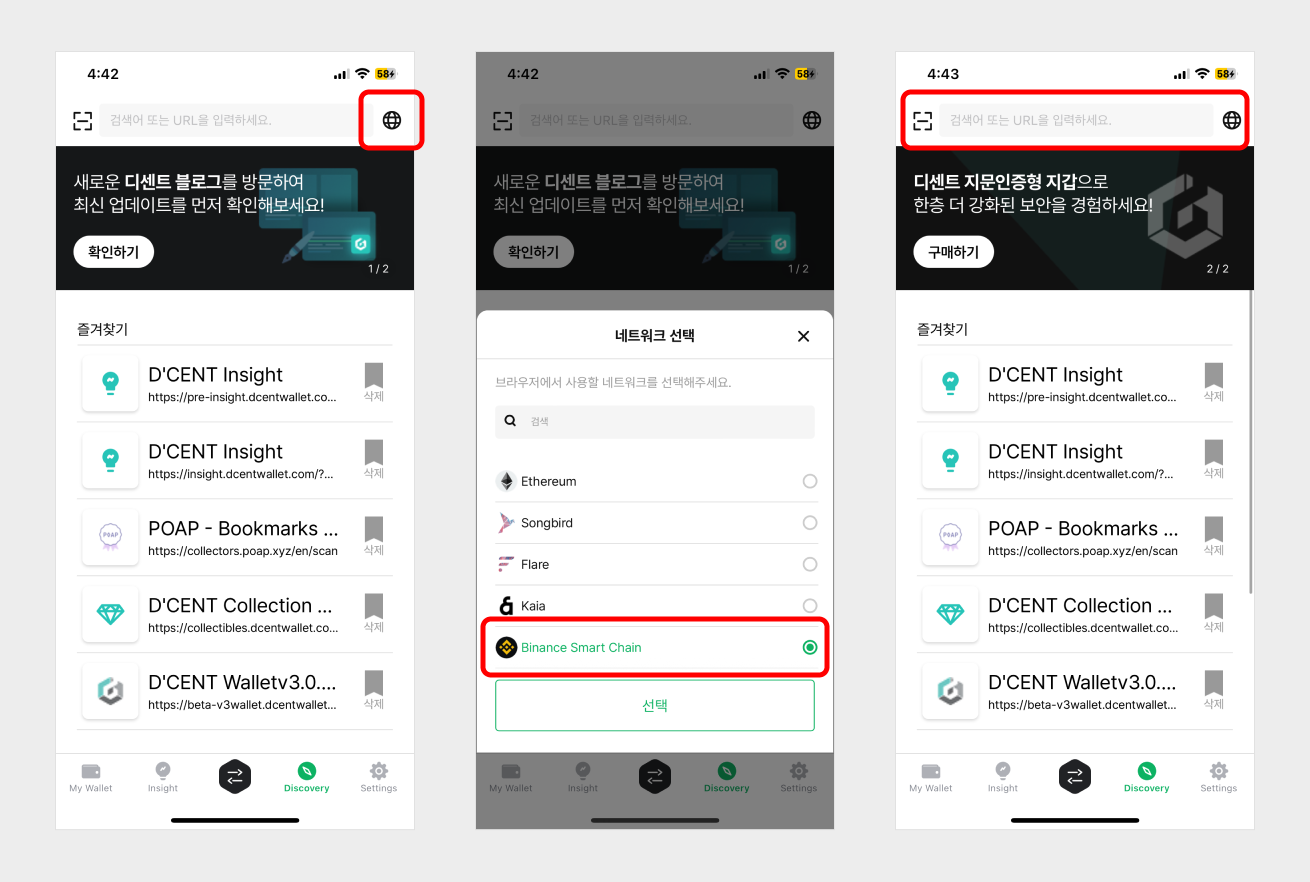 4:42
58
검색어 또는 URL을 입력하세요.
새로운 디센트 블로그를 방문하여
최신 업데이트를 먼저 확인해보세요!
확인하기
1 / 2
즐겨찾기
D'CENT Insight
https://pre-insight.dcentwallet.co...
삭제
D'CENT Insight
https://insight.dcentwallet.com/?...
삭제
POAP
POAP - Bookmarks ...
https://collectors.poap.xyz/en/scan
삭제
D'CENT Collection ...
https://collectibles.dcentwallet.co...
삭제
D'CENT Walletv3.0....
https://beta-v3wallet.dcentwallet...
삭제
My Wallet
Insight
Discovery
Settings
4:42
58
검색어 또는 URL을 입력하세요.
새로운 디센트 블로그를 방문하여
최신 업데이트를 먼저 확인해보세요!
확인하기
1 / 2
네트워크 선택
브라우저에서 사용할 네트워크를 선택해주세요.
검색
Ethereum
Songbird
Flare
Kaia
Binance Smart Chain
선택
My Wallet
Insight
Discovery
Settings
4:43
58
검색어 또는 URL을 입력하세요.
디센트 지문인증형 지갑으로
한층 더 강화된 보안을 경험하세요!
구매하기
2 / 2
즐겨찾기
D'CENT Insight
https://pre-insight.dcentwallet.co...
삭제
D'CENT Insight
https://insight.dcentwallet.com/?...
삭제
POAP
POAP - Bookmarks ...
https://collectors.poap.xyz/en/scan
삭제
D'CENT Collection ...
https://collectibles.dcentwallet.co...
삭제
D'CENT Walletv3.0....
https://beta-v3wallet.dcentwallet...
삭제
My Wallet
Insight
Discovery
Settings